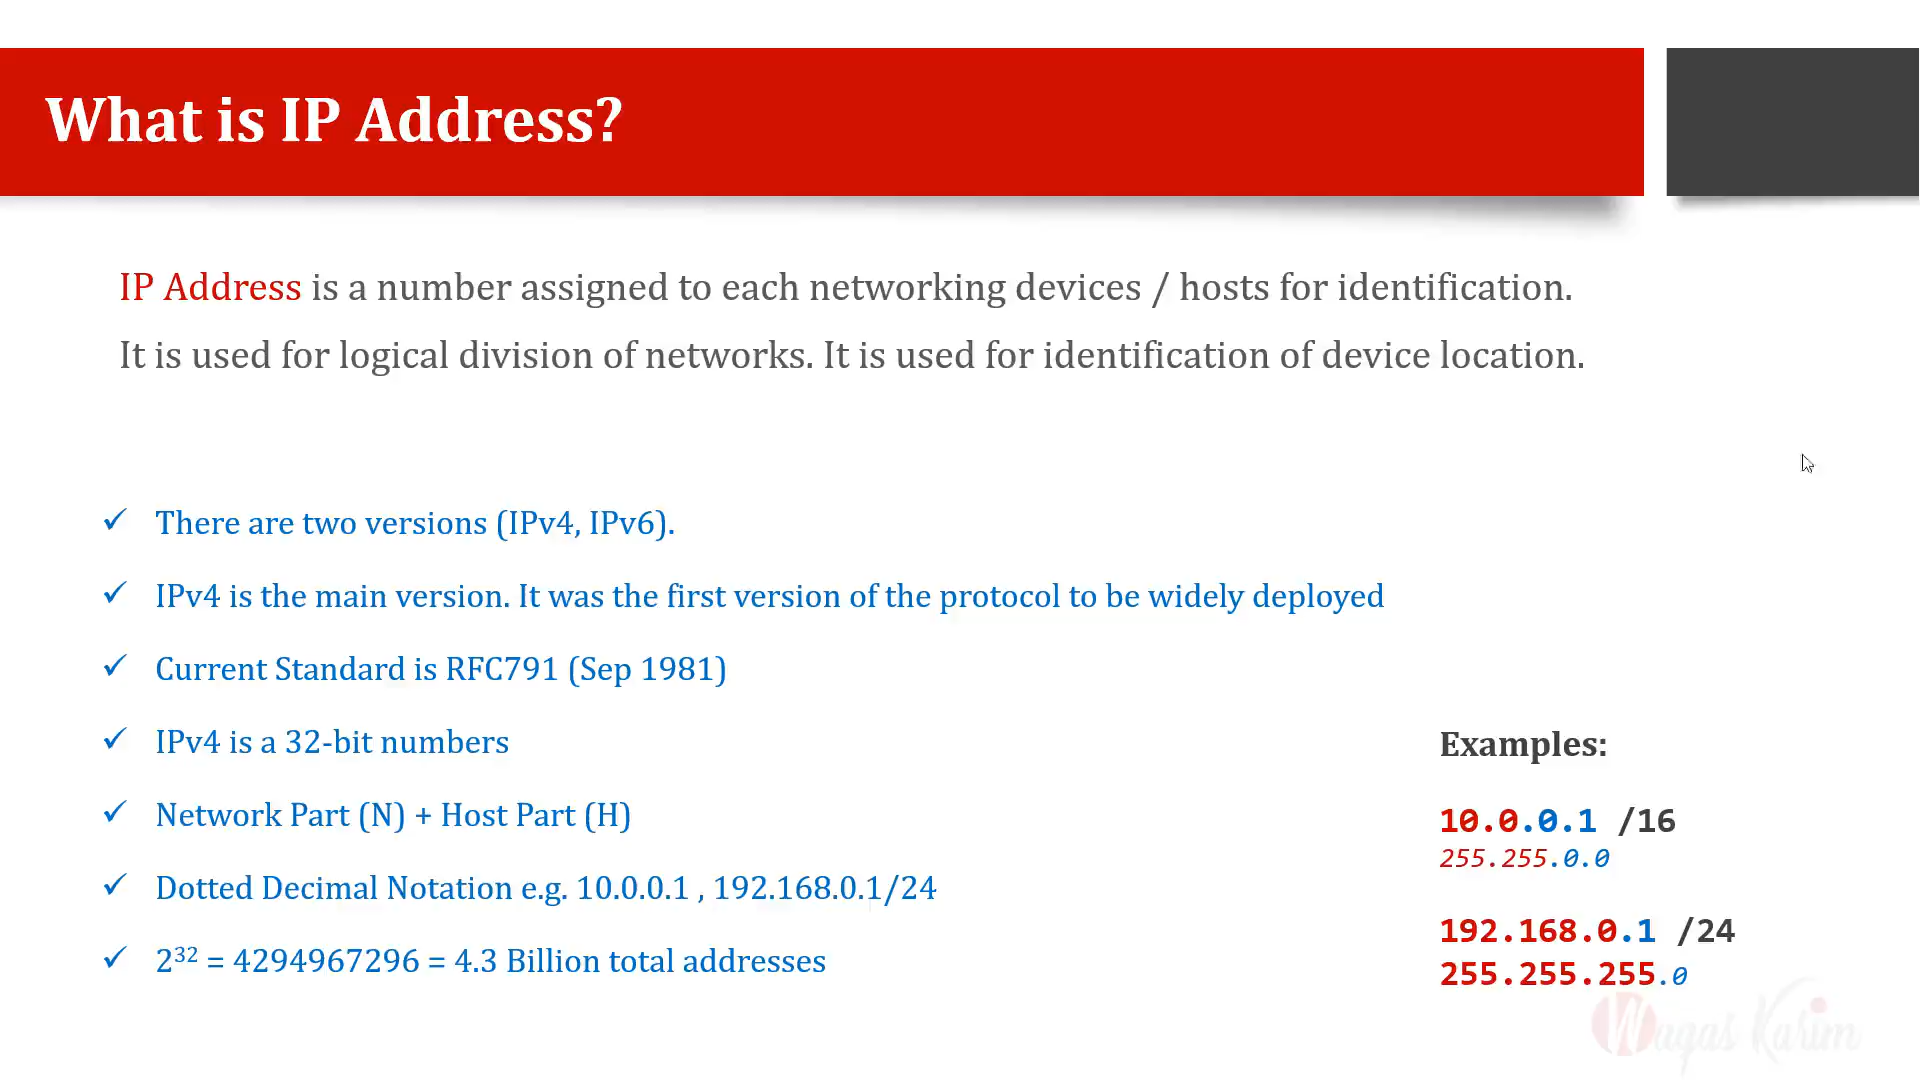 What is IP Address?
IP Address is a number assigned to each networking devices / hosts for identification.
It is used for logical division of networks. It is used for identification of device location.
✓ There are two versions (IPv4, IPv6).
✓ IPv4 is the main version. It was the first version of the protocol to be widely deployed
✓ Current Standard is RFC791 (Sep 1981)
✓ IPv4 is a 32-bit numbers
✓ Network Part (N) + Host Part (H)
✓ Dotted Decimal Notation e.g. 10.0.0.1 , 192.168.0.1/24
✓ 2³² = 4294967296 = 4.3 Billion total addresses
Examples:
10.0.0.1 /16
255.255.0.0
192.168.0.1 /24
255.255.255.0
Waqas Karim